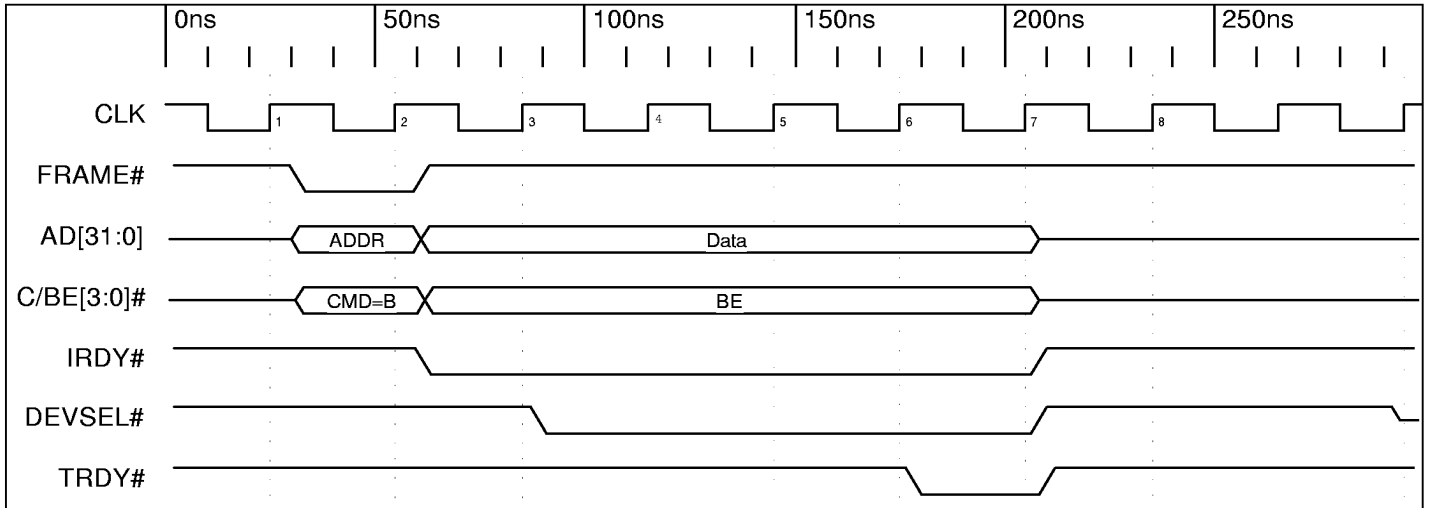 0ns 50ns 100ns 150ns 200ns 250ns
CLK 1 2 3 4 5 6 7 8
FRAME#
AD[31:0] ADDR Data
C/BE[3:0]# CMD=B BE
IRDY#
DEVSEL#
TRDY#